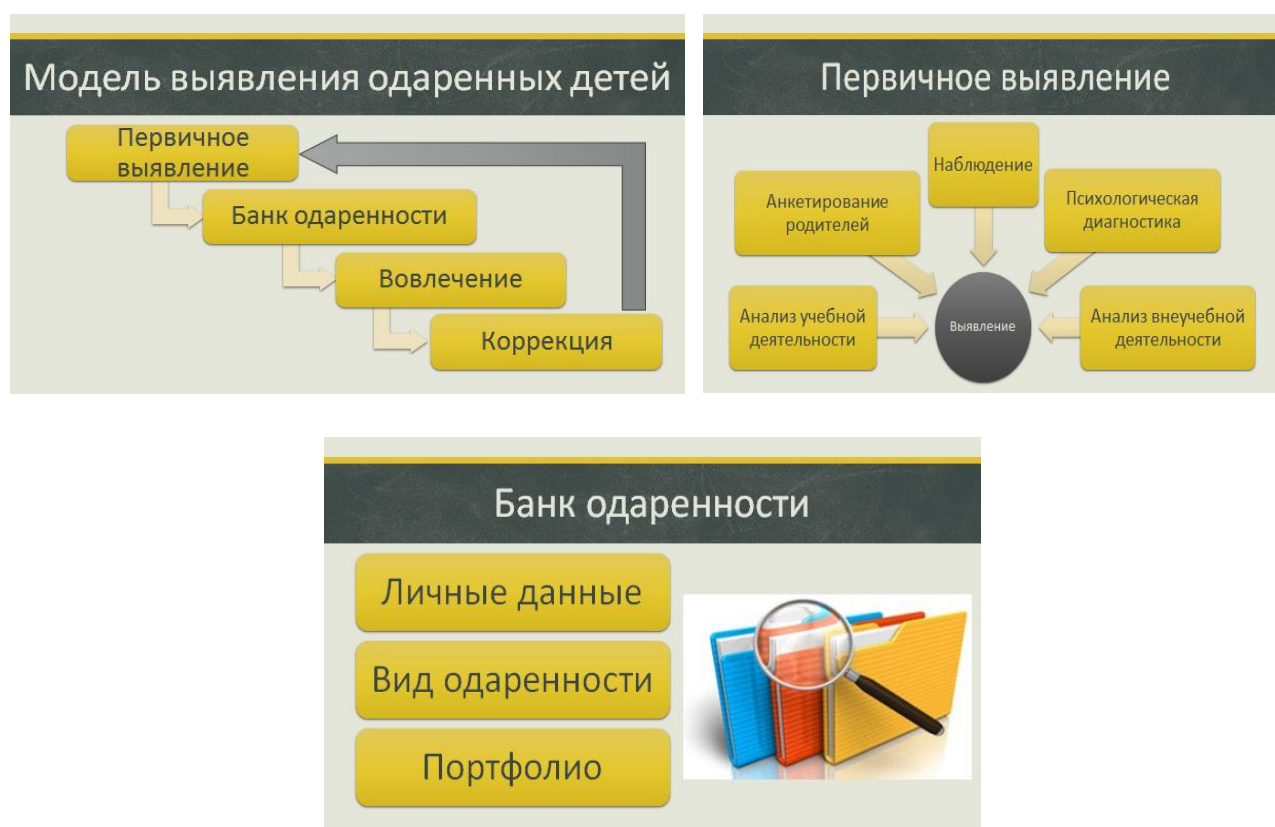 Модель выявления одаренных детей
Первичное
выявление
Банк одаренности
Вовлечение
Коррекция
Первичное выявление
Наблюдение
Анкетирование
родителей
Психологическая
диагностика
Анализ учебной
деятельности
Выявление
Анализ внеучебной
деятельности
Банк одаренности
Личные данные
Вид одаренности
Портфолио